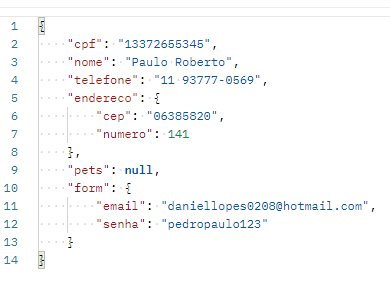 1 {
2 "cpf": "13372655345",
3 "nome": "Paulo Roberto",
4 "telefone": "11 93777-0569",
5 "endereco": {
6 "cep": "06385820",
7 "numero": 141
8 },
9 "pets": null,
10 "form": {
11 "email": "daniellopes0208@hotmail.com",
12 "senha": "pedropaulo123"
13 }
14 }